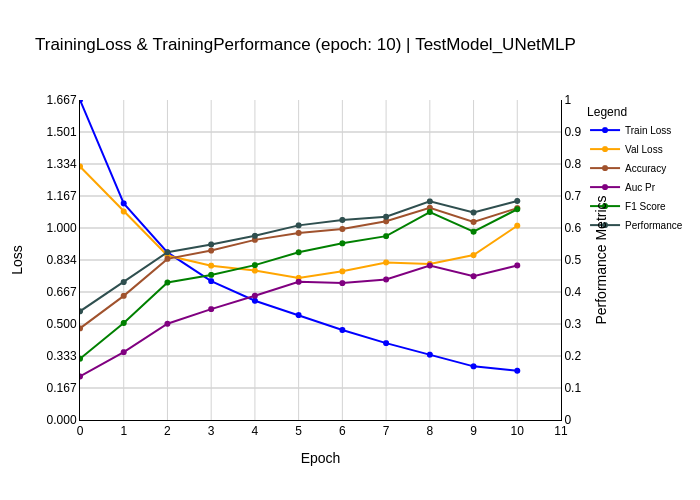 TrainingLoss & TrainingPerformance (epoch: 10) | TestModel_UNetMLP
Legend
Train Loss
Val Loss
Accuracy
Auc Pr
F1 Score
Performance
Loss
1.667
1.501
1.334
1.167
1.000
0.834
0.667
0.500
0.333
0.167
0.000
1
0.9
0.8
0.7
0.6
0.5
0.4
0.3
0.2
0.1
0
Performance Metrics
0 1 2 3 4 5 6 7 8 9 10 11
Epoch